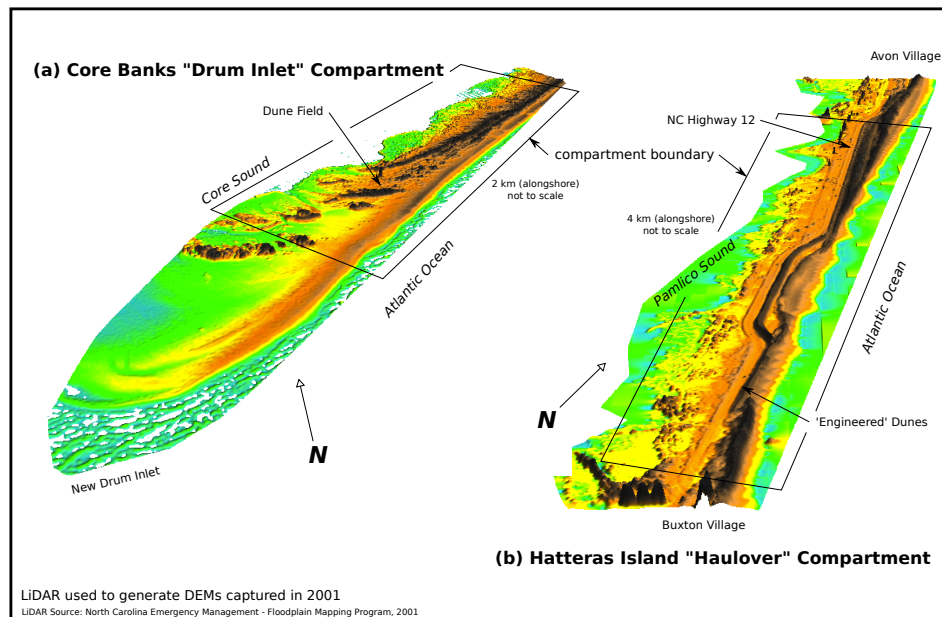 (a) Core Banks "Drum Inlet" Compartment
Dune Field
Core Sound
2 km (alongshore)
not to scale
Atlantic Ocean
N
New Drum Inlet
compartment boundary
Avon Village
NC Highway 12
4 km (alongshore)
not to scale
Pamlico Sound
Atlantic Ocean
N
'Engineered' Dunes
Buxton Village
(b) Hatteras Island "Haulover" Compartment
LiDAR used to generate DEMs captured in 2001
LiDAR Source: North Carolina Emergency Management - Floodplain Mapping Program, 2001